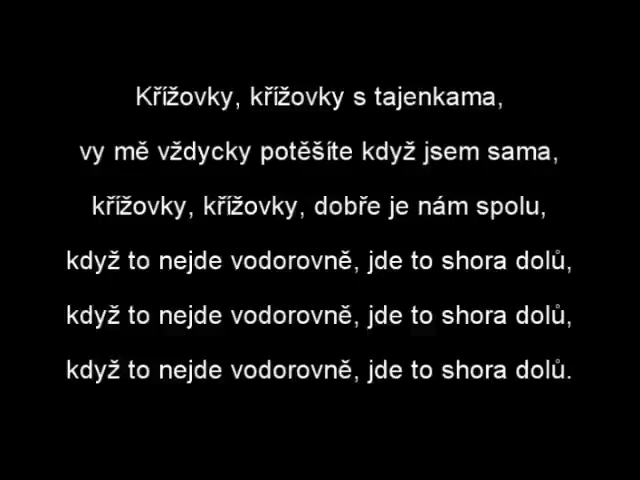 Křížovky, křížovky s tajenkama,
vy mě vždycky potěšíte když jsem sama,
křížovky, křížovky, dobře je nám spolu,
když to nejde vodorovně, jde to shora dolů,
když to nejde vodorovně, jde to shora dolů,
když to nejde vodorovně, jde to shora dolů.